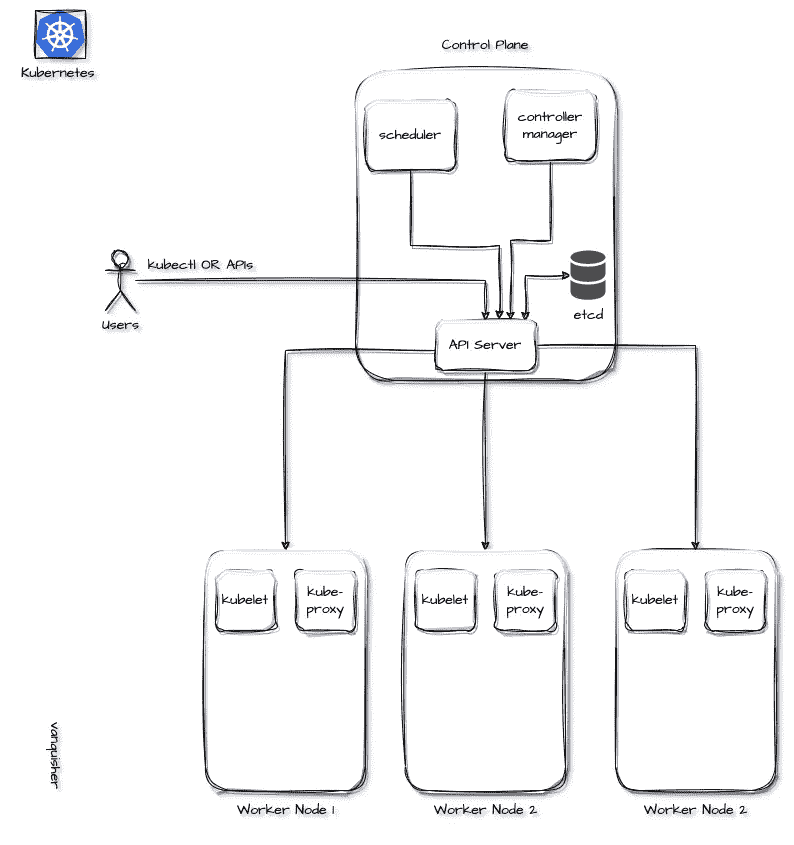 Kubernetes
Control Plane
scheduler
controller
manager
kubectl OR APIs
Users
etcd
API Server
kubelet
kube-
proxy
kubelet
kube-
proxy
kubelet
kube-
proxy
vanquisher
Worker Node 1
Worker Node 2
Worker Node 2